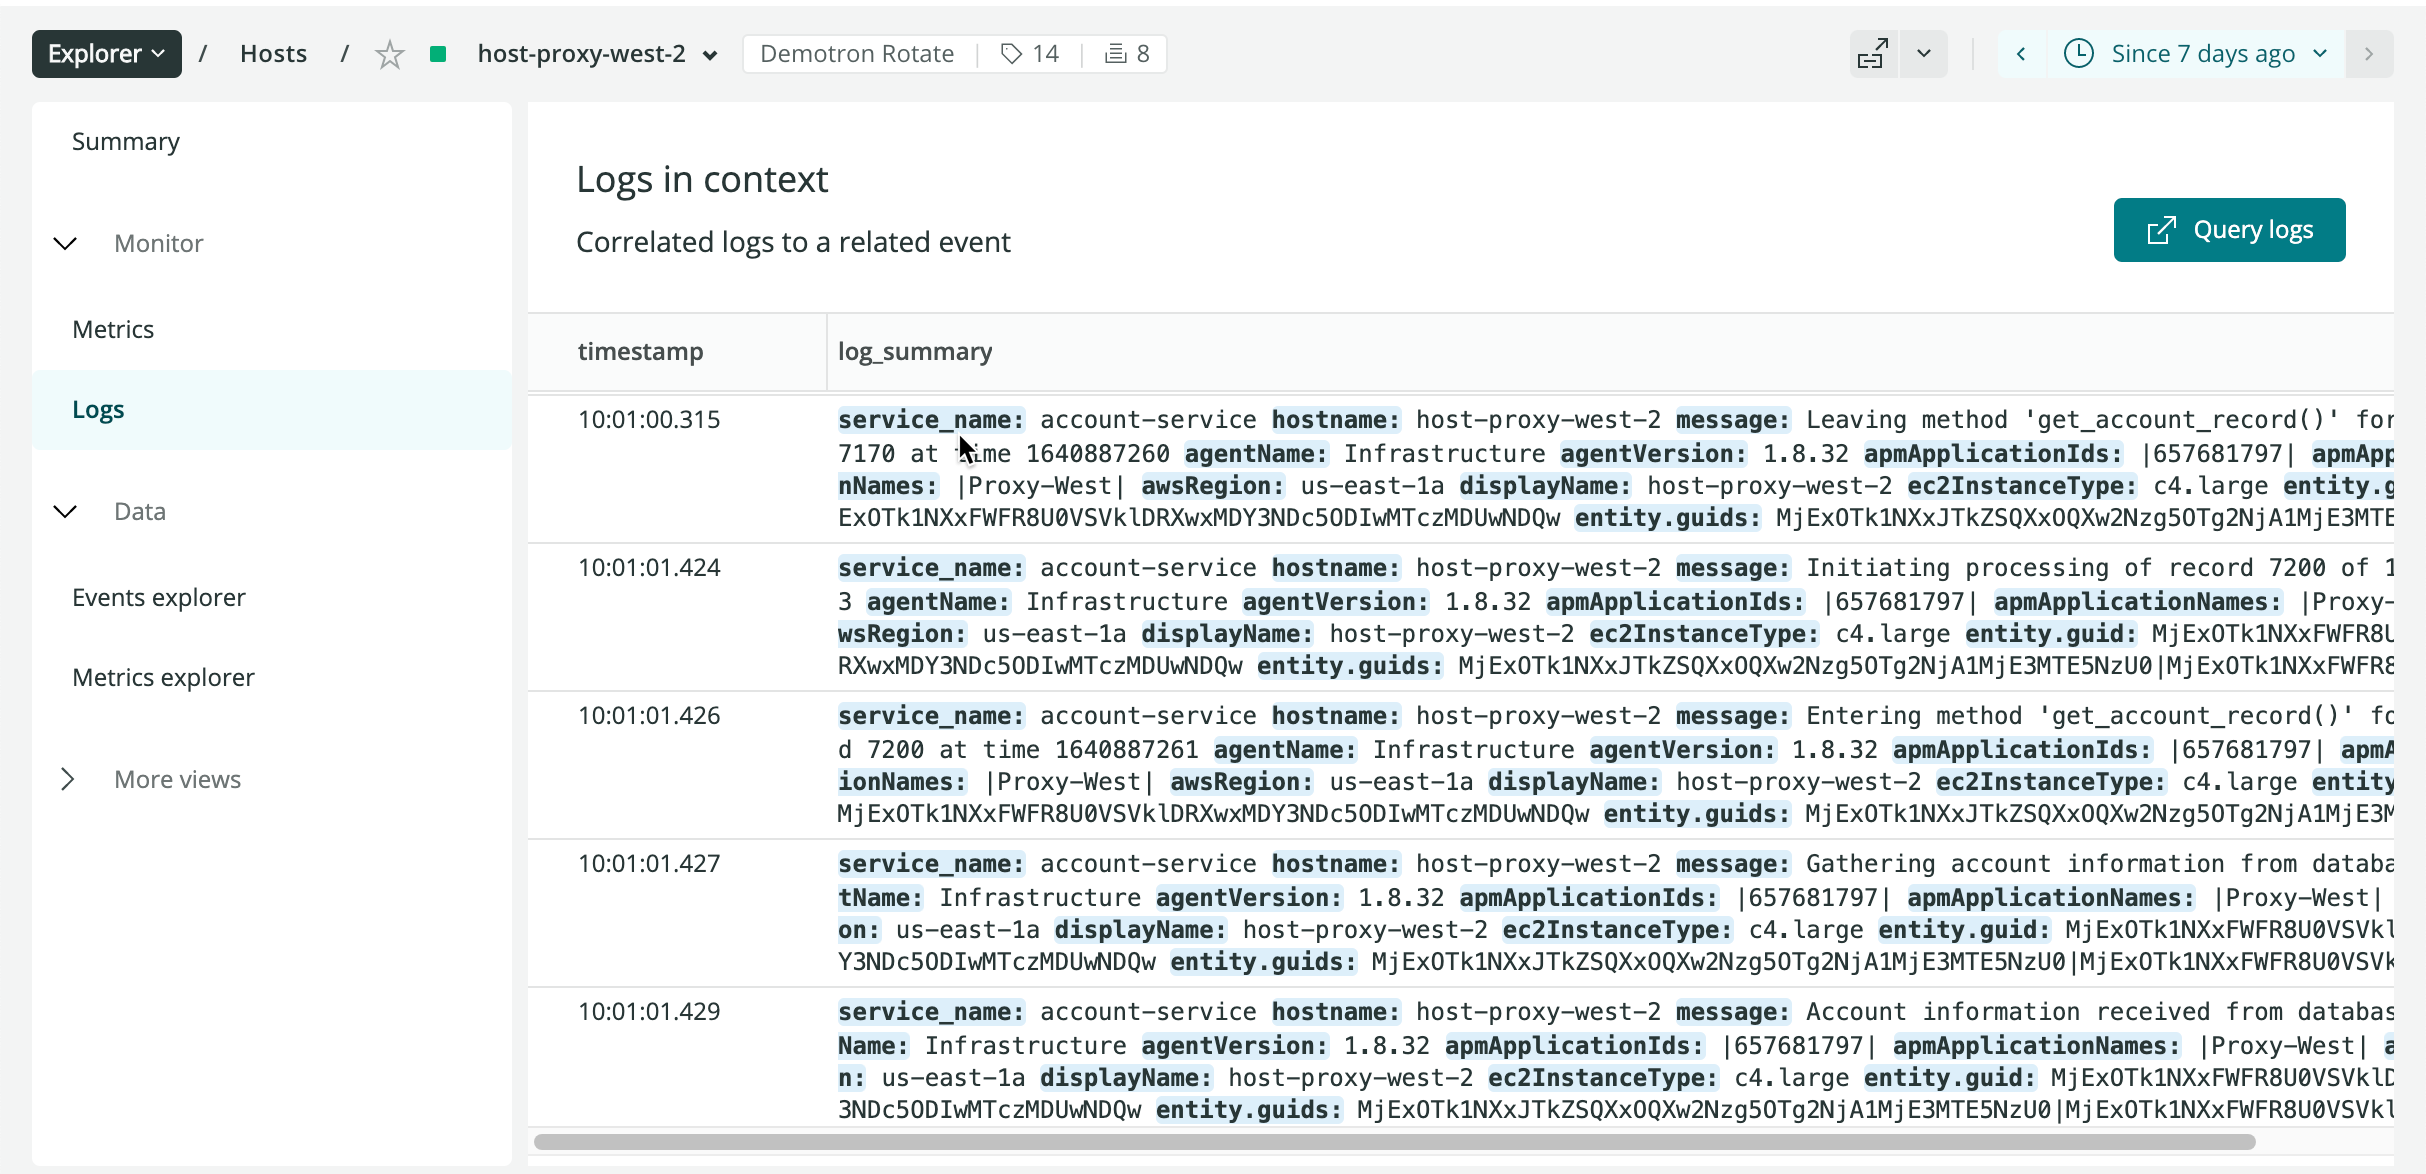 Explorer / Hosts / host-proxy-west-2 Demotron Rotate 14 8 Since 7 days ago
Summary
Monitor
Metrics
Logs
Data
Events explorer
Metrics explorer
More views
Logs in context
Correlated logs to a related event
Query logs
timestamp log_summary
10:01:00.315 service_name: account-service hostname: host-proxy-west-2 message: Leaving method 'get_account_record()' for
7170 at time 1640887260 agentName: Infrastructure agentVersion: 1.8.32 apmApplicationIds: |657681797| apmApp
nNames: |Proxy-West| awsRegion: us-east-1a displayName: host-proxy-west-2 ec2InstanceType: c4.large entity.g
ExOTk1NXxFWFR8U0VSVklDRXwxMDY3NDc5ODIwMTczMDUwNDQw entity.guids: MjExOTk1NXxJTkZSQXxOQXw2Nzg5OTg2NjA1MjE3MTE
10:01:01.424 service_name: account-service hostname: host-proxy-west-2 message: Initiating processing of record 7200 of 1
3 agentName: Infrastructure agentVersion: 1.8.32 apmApplicationIds: |657681797| apmApplicationNames: |Proxy-
wsRegion: us-east-1a displayName: host-proxy-west-2 ec2InstanceType: c4.large entity.guid: MjExOTk1NXxFWFR8U
RXwxMDY3NDc5ODIwMTczMDUwNDQw entity.guids: MjExOTk1NXxJTkZSQXxOQXw2Nzg5OTg2NjA1MjE3MTE5NzU0|MjExOTk1NXxFWFR8
10:01:01.426 service_name: account-service hostname: host-proxy-west-2 message: Entering method 'get_account_record()' fo
d 7200 at time 1640887261 agentName: Infrastructure agentVersion: 1.8.32 apmApplicationIds: |657681797| apmA
ionNames: |Proxy-West| awsRegion: us-east-1a displayName: host-proxy-west-2 ec2InstanceType: c4.large entity
MjExOTk1NXxFWFR8U0VSVklDRXwxMDY3NDc5ODIwMTczMDUwNDQw entity.guids: MjExOTk1NXxJTkZSQXxOQXw2Nzg5OTg2NjA1MjE3M
10:01:01.427 service_name: account-service hostname: host-proxy-west-2 message: Gathering account information from databa
tName: Infrastructure agentVersion: 1.8.32 apmApplicationIds: |657681797| apmApplicationNames: |Proxy-West|
on: us-east-1a displayName: host-proxy-west-2 ec2InstanceType: c4.large entity.guid: MjExOTk1NXxFWFR8U0VSVkl
Y3NDc5ODIwMTczMDUwNDQw entity.guids: MjExOTk1NXxJTkZSQXxOQXw2Nzg5OTg2NjA1MjE3MTE5NzU0|MjExOTk1NXxFWFR8U0VSVk
10:01:01.429 service_name: account-service hostname: host-proxy-west-2 message: Account information received from databas
Name: Infrastructure agentVersion: 1.8.32 apmApplicationIds: |657681797| apmApplicationNames: |Proxy-West| a
n: us-east-1a displayName: host-proxy-west-2 ec2InstanceType: c4.large entity.guid: MjExOTk1NXxFWFR8U0VSVklD
3NDc5ODIwMTczMDUwNDQw entity.guids: MjExOTk1NXxJTkZSQXxOQXw2Nzg5OTg2NjA1MjE3MTE5NzU0|MjExOTk1NXxFWFR8U0VSVkl